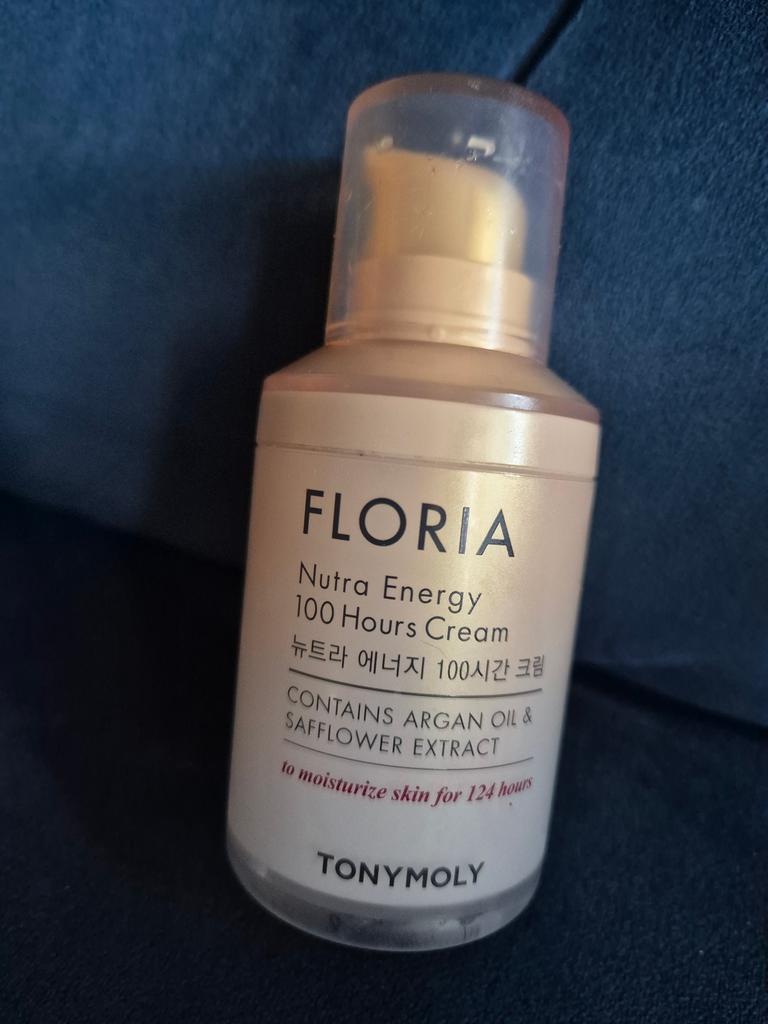 FLORIA
Nutra Energy
100 Hours Cream
뉴트라 에너지 100시간 크림
CONTAINS ARGAN OIL &
SAFFLOWER EXTRACT
to moisturize skin for 124 hours
TONYMOLY